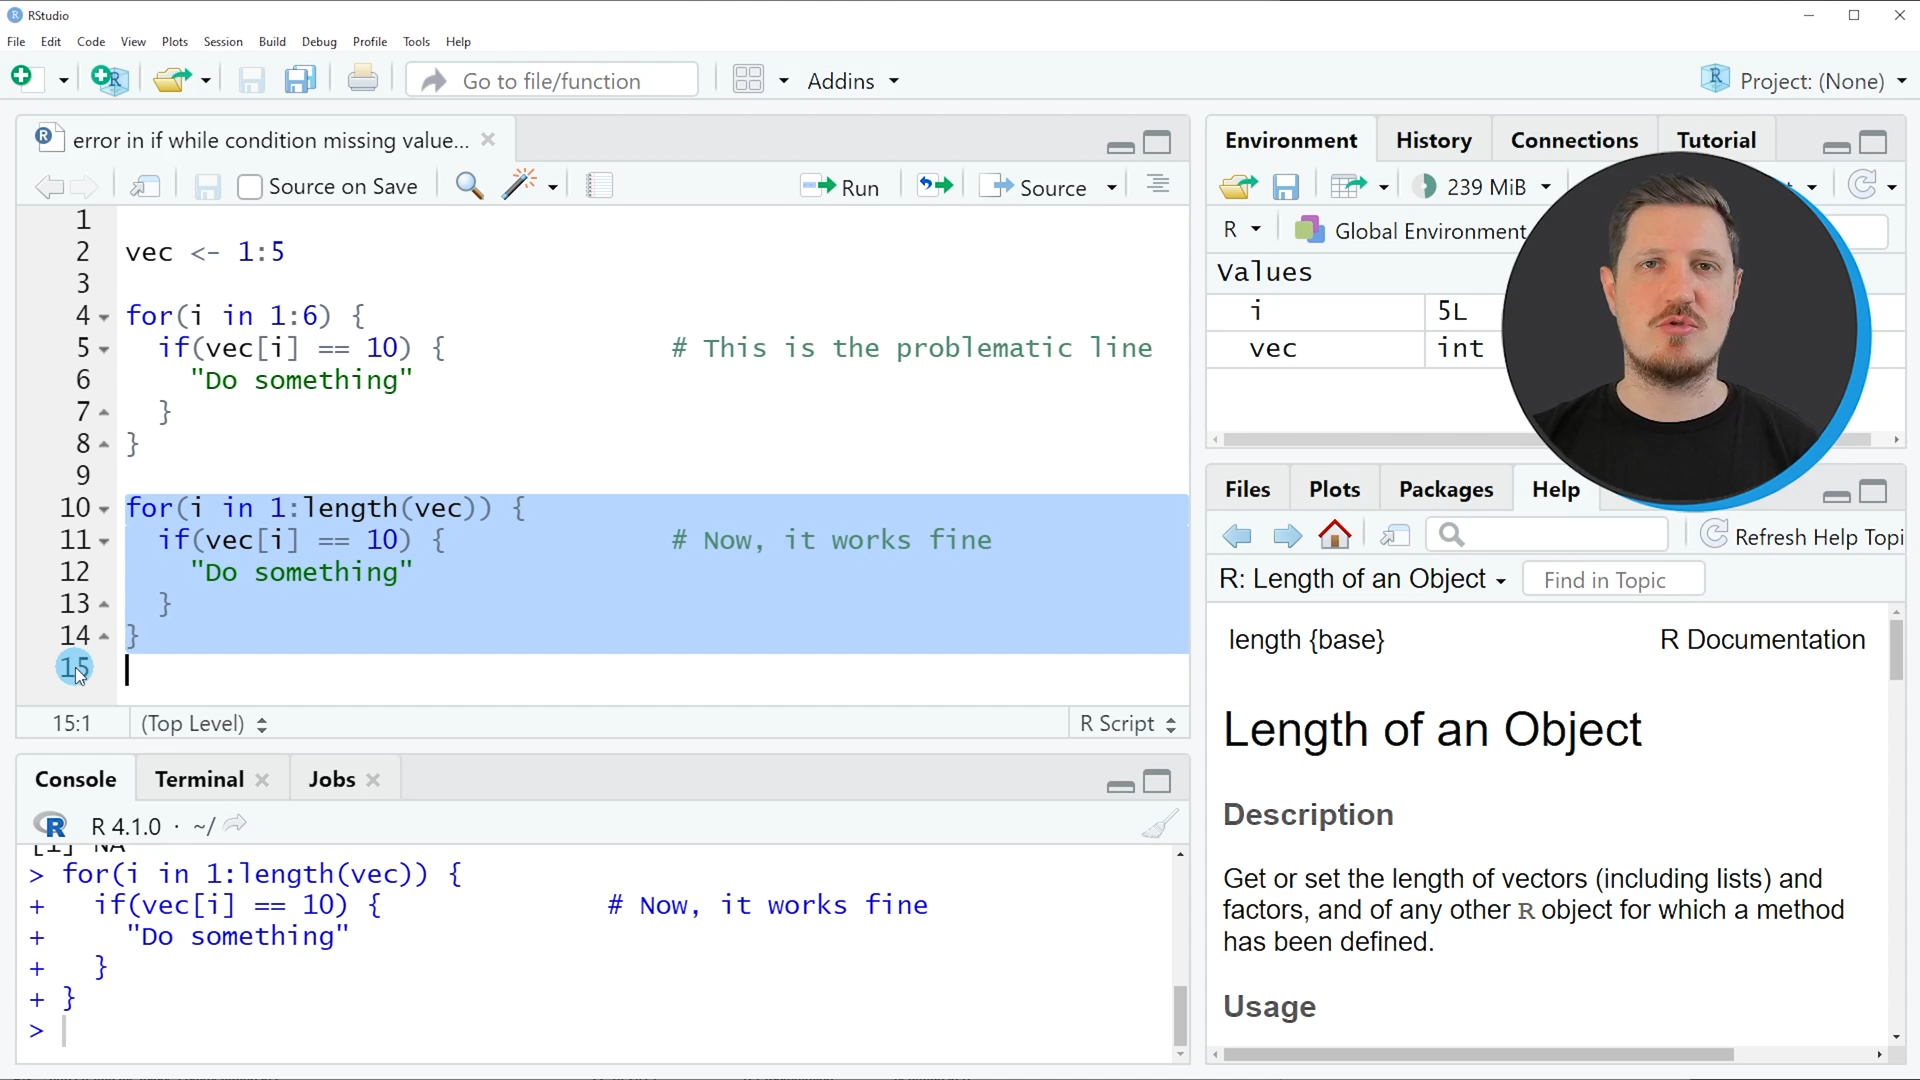 RStudio
File Edit Code View Plots Session Build Debug Profile Tools Help
Go to file/function
Addins
Project: (None)
error in if while condition missing value...
Source on Save
Run
Source
1
2 vec <- 1:5
3
4 for(i in 1:6) {
5 if(vec[i] == 10) { # This is the problematic line
6 "Do something"
7 }
8 }
9
10 for(i in 1:length(vec)) {
11 if(vec[i] == 10) { # Now, it works fine
12 "Do something"
13 }
14 }
15
15:1 (Top Level) R Script
Console Terminal Jobs
R 4.1.0 · ~/
[1] NA
> for(i in 1:length(vec)) {
+ if(vec[i] == 10) { # Now, it works fine
+ "Do something"
+ }
+ }
>
Environment History Connections Tutorial
239 MiB
R Global Environment
Values
i 5L
vec int
Files Plots Packages Help
Refresh Help Topi
R: Length of an Object Find in Topic
length {base} R Documentation
Length of an Object
Description
Get or set the length of vectors (including lists) and
factors, and of any other R object for which a method
has been defined.
Usage